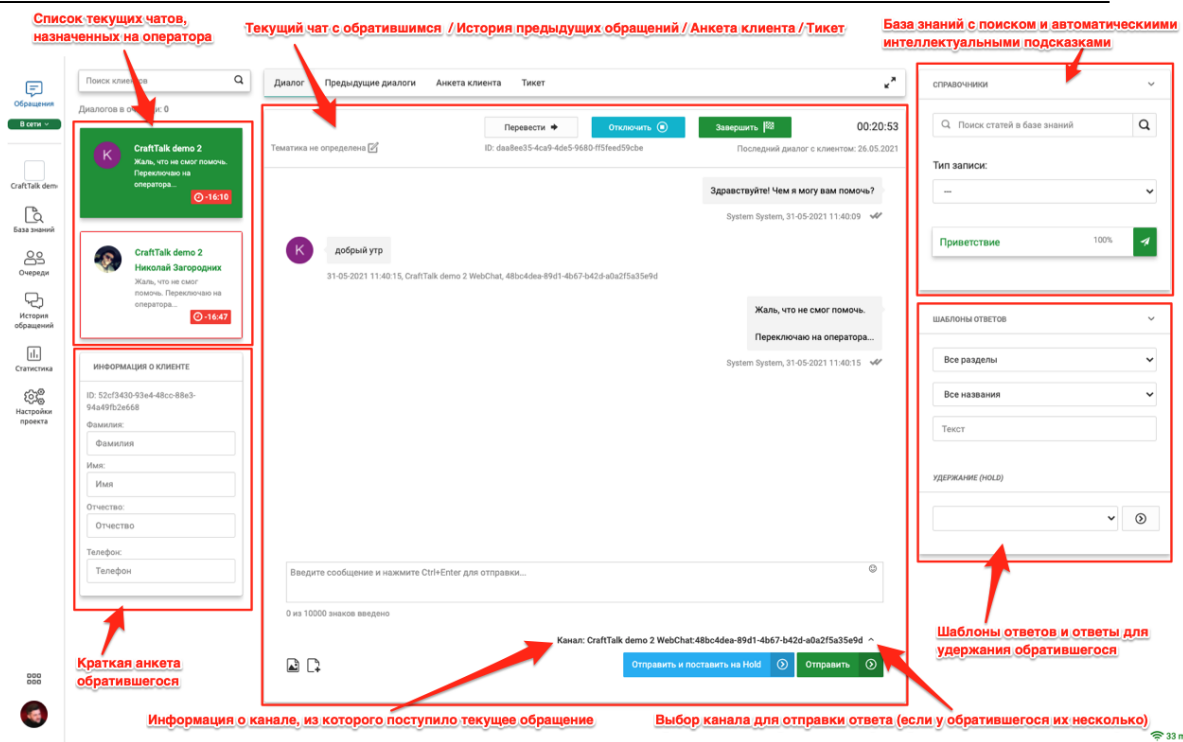 Список текущих чатов,
назначенных на оператора
Текущий чат с обратившимся / История предыдущих обращений / Анкета клиента / Тикет
База знаний с поиском и автоматическиими
интеллектуальными подсказками
Обращения
В сети
CraftTalk dem
База знаний
Очереди
История
обращений
Статистика
Настройки
проекта
Поиск клиентов
Диалогов в очереди: 0
K
CraftTalk demo 2
Жаль, что не смог помочь.
Переключаю на
оператора...
-16:10
CraftTalk demo 2
Николай Загородних
Жаль, что не смог
помочь. Переключаю на
оператора...
-16:47
ИНФОРМАЦИЯ О КЛИЕНТЕ
ID: 52cf3430-93e4-48cc-88e3-
94a49fb2e668
Фамилия:
Фамилия
Имя:
Имя
Отчество:
Отчество
Телефон:
Телефон
Краткая анкета
обратившегося
Диалог Предыдущие диалоги Анкета клиента Тикет
Перевести Отключить Завершить 00:20:53
Тематика не определена ID: daa8ee35-4ca9-4de5-9680-ff5feed59cbe Последний диалог с клиентом: 26.05.2021
Здравствуйте! Чем я могу вам помочь?
System System, 31-05-2021 11:40:09
K
добрый утр
31-05-2021 11:40:15, CraftTalk demo 2 WebChat, 48bc4dea-89d1-4b67-b42d-a0a2f5a35e9d
Жаль, что не смог помочь.
Переключаю на оператора...
System System, 31-05-2021 11:40:15
Введите сообщение и нажмите Ctrl+Enter для отправки...
0 из 10000 знаков введено
Канал: CraftTalk demo 2 WebChat:48bc4dea-89d1-4b67-b42d-a0a2f5a35e9d
Отправить и поставить на Hold Отправить
Информация о канале, из которого поступило текущее обращение
Выбор канала для отправки ответа (если у обратившегося их несколько)
СПРАВОЧНИКИ
Поиск статей в базе знаний
Тип записи:
---
Приветствие 100%
ШАБЛОНЫ ОТВЕТОВ
Все разделы
Все названия
Текст
УДЕРЖАНИЕ (HOLD)
Шаблоны ответов и ответы для
удержания обратившегося
33 m